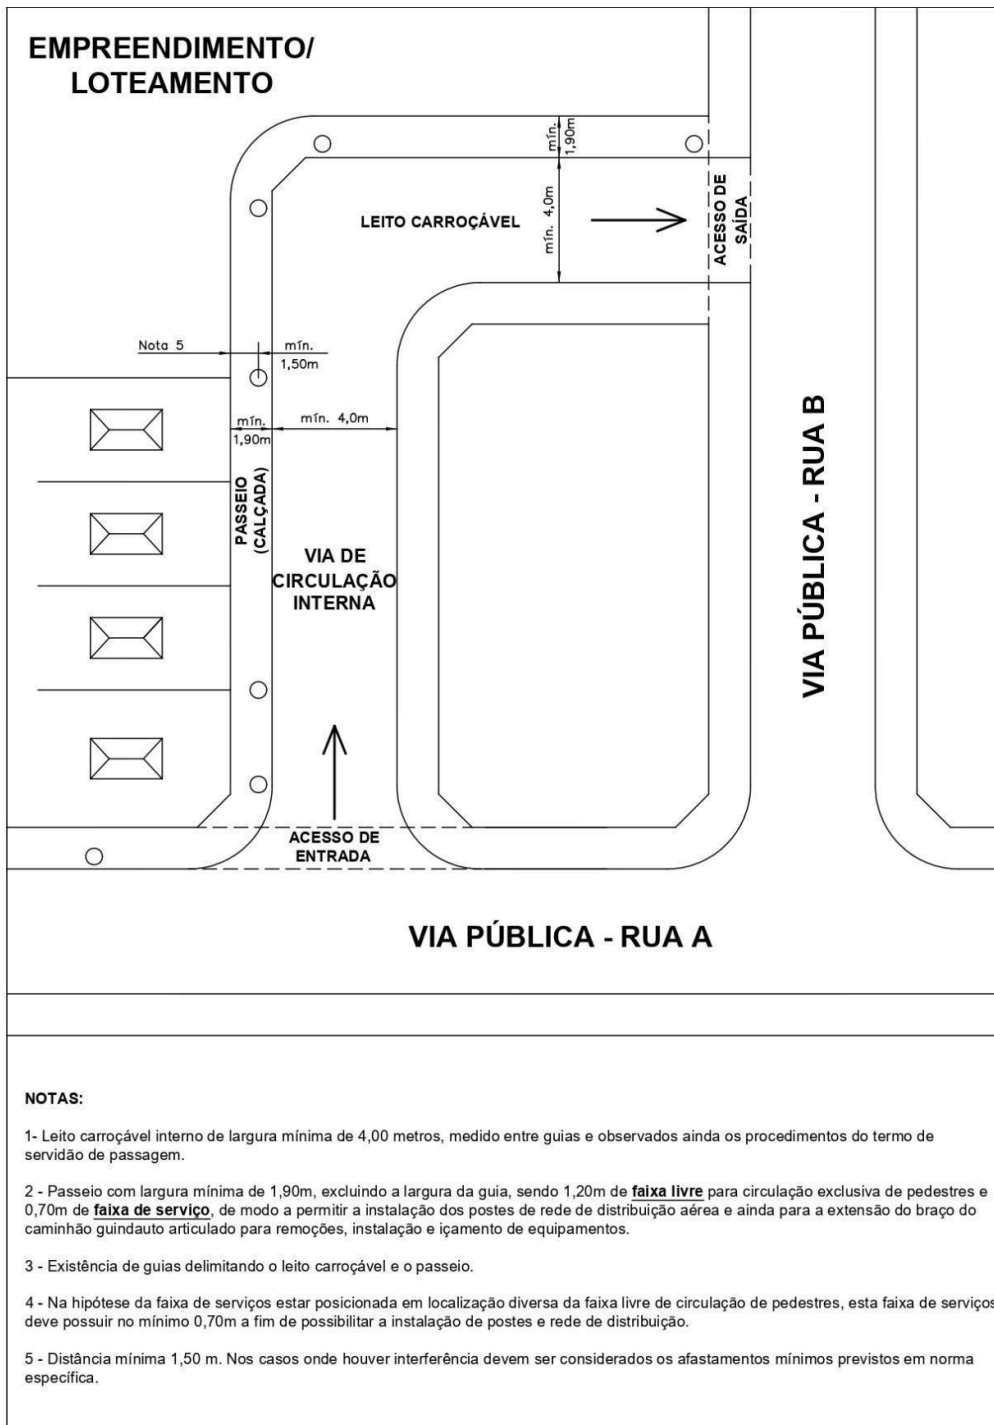 EMPREENDIMENTO/
LOTEAMENTO
mín.
1,90m
LEITO CARROÇÁVEL
mín. 4,0m
ACESSO DE
SAÍDA
Nota 5
mín.
1,50m
mín.
1,90m
mín. 4,0m
PASSEIO
(CALÇADA)
VIA DE
CIRCULAÇÃO
INTERNA
VIA PÚBLICA - RUA B
ACESSO DE
ENTRADA
VIA PÚBLICA - RUA A
NOTAS:
1- Leito carroçável interno de largura mínima de 4,00 metros, medido entre guias e observados ainda os procedimentos do termo de
servidão de passagem.
2 - Passeio com largura mínima de 1,90m, excluindo a largura da guia, sendo 1,20m de faixa livre para circulação exclusiva de pedestres e
0,70m de faixa de serviço, de modo a permitir a instalação dos postes de rede de distribuição aérea e ainda para a extensão do braço do
caminhão guindauto articulado para remoções, instalação e içamento de equipamentos.
3 - Existência de guias delimitando o leito carroçável e o passeio.
4 - Na hipótese da faixa de serviços estar posicionada em localização diversa da faixa livre de circulação de pedestres, esta faixa de serviços
deve possuir no mínimo 0,70m a fim de possibilitar a instalação de postes e rede de distribuição.
5 - Distância mínima 1,50 m. Nos casos onde houver interferência devem ser considerados os afastamentos mínimos previstos em norma
específica.